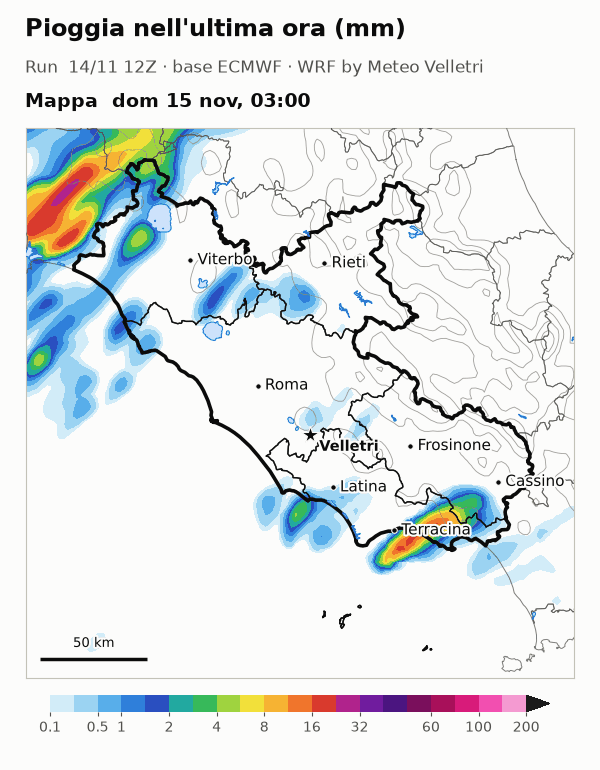 Pioggia nell'ultima ora (mm)
Run 14/11 12Z · base ECMWF · WRF by Meteo Velletri
Mappa dom 15 nov, 03:00
Viterbo
Rieti
Roma
Velletri
Frosinone
Latina
Cassino
Terracina
50 km
0.1 0.5 1 2 4 8 16 32 60 100 200